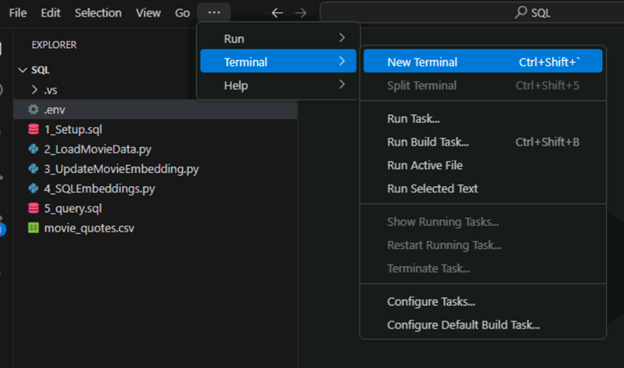 File Edit Selection View Go ... SQL
EXPLORER
SQL
.vs
.env
1_Setup.sql
2_LoadMovieData.py
3_UpdateMovieEmbedding.py
4_SQLEmbeddings.py
5_query.sql
movie_quotes.csv
Run
Terminal
Help
New Terminal Ctrl+Shift+`
Split Terminal Ctrl+Shift+5
Run Task...
Run Build Task... Ctrl+Shift+B
Run Active File
Run Selected Text
Show Running Tasks...
Restart Running Task...
Terminate Task...
Configure Tasks...
Configure Default Build Task...